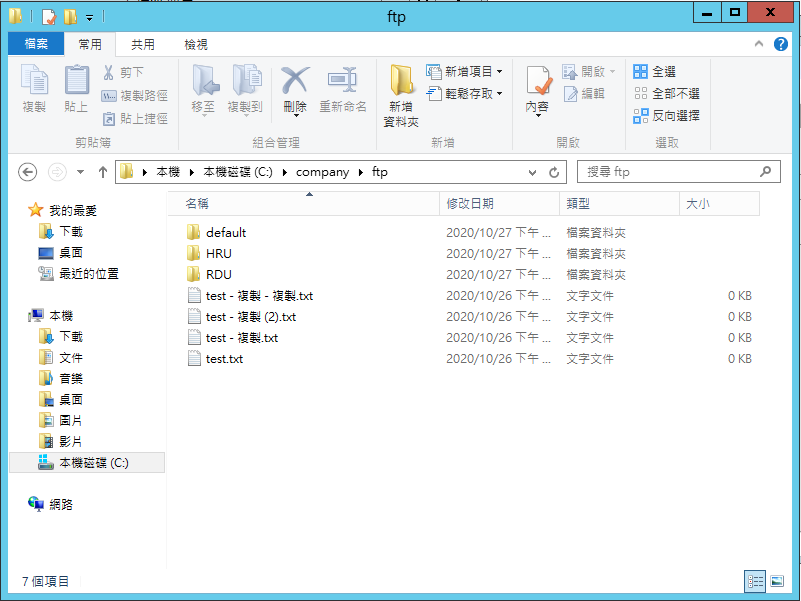 ftp
檔案 常用 共用 檢視
複製 貼上 剪下 複製路徑 貼上捷徑
移至 複製到 刪除 重新命名
新增資料夾 新增項目 輕鬆存取
內容 開啟 編輯
全選 全部不選 反向選擇
剪貼簿 組合管理 新增 開啟 選取
本機 本機磁碟 (C:) company ftp
搜尋 ftp
名稱 修改日期 類型 大小
我的最愛
下載
桌面
最近的位置
本機
下載
文件
音樂
桌面
圖片
影片
本機磁碟 (C:)
網路
default 2020/10/27 下午 ... 檔案資料夾
HRU 2020/10/27 下午 ... 檔案資料夾
RDU 2020/10/27 下午 ... 檔案資料夾
test - 複製 - 複製.txt 2020/10/26 下午 ... 文字文件 0 KB
test - 複製 (2).txt 2020/10/26 下午 ... 文字文件 0 KB
test - 複製.txt 2020/10/26 下午 ... 文字文件 0 KB
test.txt 2020/10/26 下午 ... 文字文件 0 KB
7 個項目